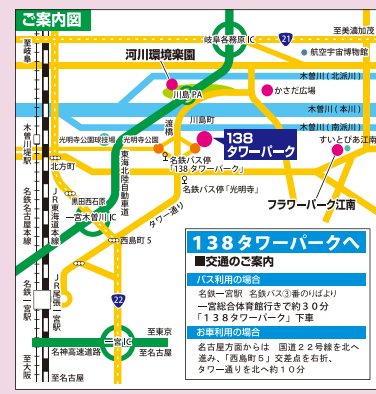 ご案内図
至岐阜
岐阜各務原IC
21
至美濃加茂
航空宇宙博物館
河川環境楽園
木曽川(北派川)
川島PA
かさだ広場
木曽川(本川)
川島町
渡橋
木曽川(南派川)
すいとぴあ江南
光明寺公園球技場
光明寺公園
138
タワーパーク
木曽川堤駅
北方町
名鉄バス停
「138タワーパーク」
名鉄バス停「光明寺」
フラワーパーク江南
黒田西石原
一宮木曽川IC
東海北陸自動車道
タワー通り
名鉄名古屋本線
JR東海道本線
西島町5
名鉄一宮駅
JR尾張一宮駅
22
一宮IC
至東京
名神高速道路
至名古屋
至大阪
至名古屋
138タワーパークへ
■交通のご案内
バス利用の場合
名鉄一宮駅 名鉄バス③番のりばより
一宮総合体育館行きで約30分
「138タワーパーク」下車
お車利用の場合
名古屋方面からは 国道22号線を北へ
進み、「西島町5」交差点を右折、
タワー通りを北へ約10分